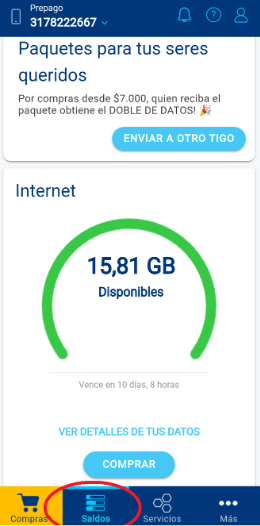 Prepago
3178222667
Paquetes para tus seres
queridos
Por compras desde $7.000, quien reciba el
paquete obtiene el DOBLE DE DATOS! 🎉
ENVIAR A OTRO TIGO
Internet
15,81 GB
Disponibles
Vence en 10 días, 8 horas
VER DETALLES DE TUS DATOS
COMPRAR
Compras
Saldos
Servicios
Más